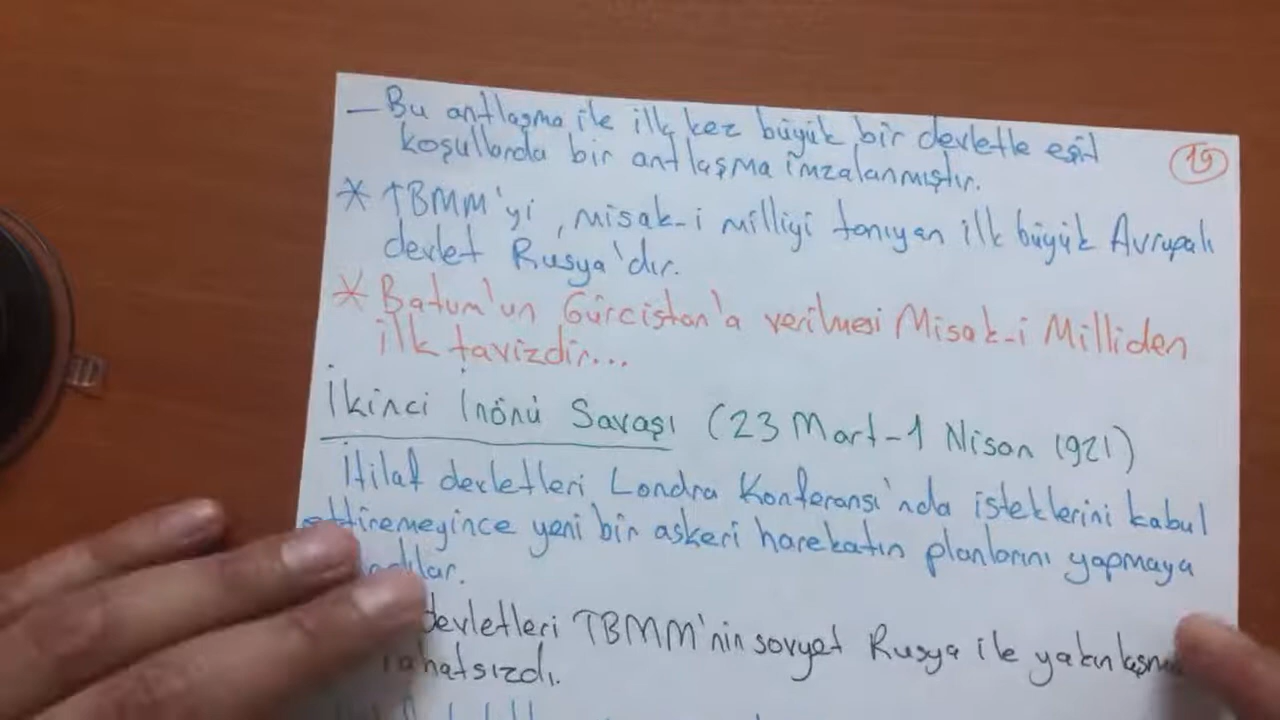 — Bu antlaşma ile ilk kez büyük bir devletle eşit
koşullarda bir antlaşma imzalanmıştır.
19
* TBMM'yi, misak-i milliyi tanıyan ilk büyük Avrupalı
devlet Rusya'dır.
* Batum'un Gürcistan'a verilmesi Misak-i Milliden
ilk tavizdir...
İkinci İnönü Savaşı (23 Mart-1 Nisan 1921)
İtilaf devletleri Londra Konferansı'nda isteklerini kabul
ettiremeyince yeni bir askeri harekatın planlarını yapmaya
devletleri TBMM'nin sovyet Rusya ile
rahatsızdı.